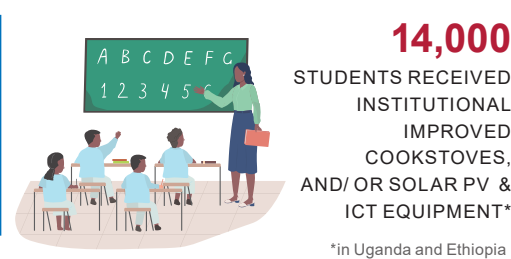 A B C D E F G
1 2 3 4 5
14,000
STUDENTS RECEIVED
INSTITUTIONAL
IMPROVED
COOKSTOVES,
AND/ OR SOLAR PV &
ICT EQUIPMENT*
*in Uganda and Ethiopia